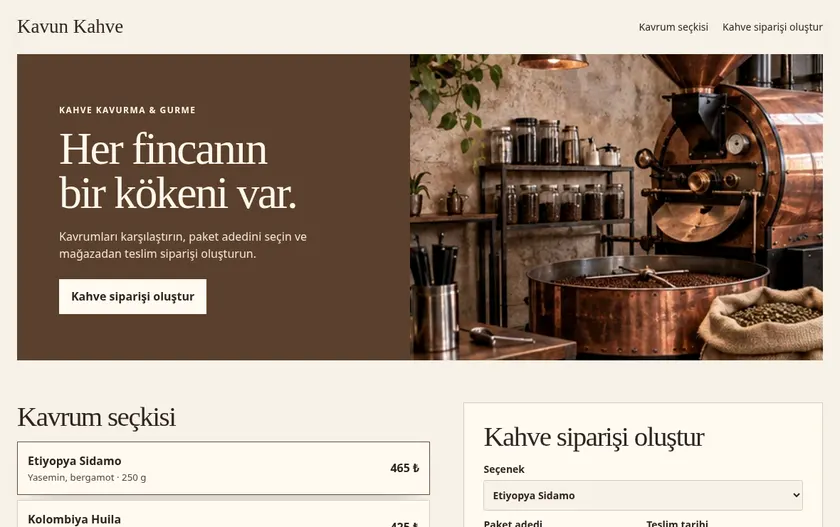 Kavun Kahve
Kavrum seçkisi
Kahve siparişi oluştur
KAHVE KAVURMA & GURME
Her fincanın
bir kökeni var.
Kavrumları karşılaştırın, paket adedini seçin ve
mağazadan teslim siparişi oluşturun.
Kahve siparişi oluştur
Kavrum seçkisi
Etiyopya Sidamo
465 ₺
Yasemin, bergamot · 250 g
Kolombiya Huila
425 ₺
Kahve siparişi oluştur
Seçenek
Etiyopya Sidamo
Paket adedi
Teslim tarihi